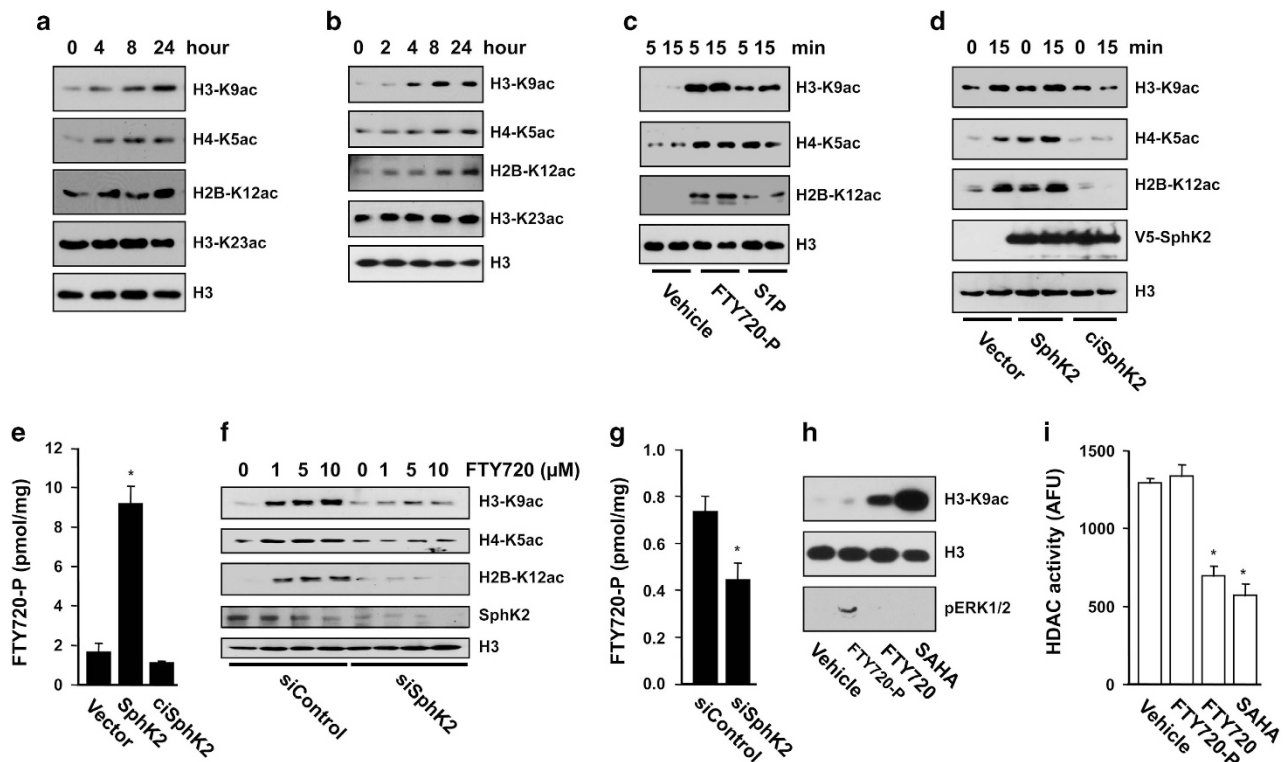 a
0 4 8 24 hour
H3-K9ac
H4-K5ac
H2B-K12ac
H3-K23ac
H3
b
0 2 4 8 24 hour
H3-K9ac
H4-K5ac
H2B-K12ac
H3-K23ac
H3
c
5 15 5 15 5 15 min
H3-K9ac
H4-K5ac
H2B-K12ac
H3
Vehicle
FTY720-P
S1P
d
0 15 0 15 0 15 min
H3-K9ac
H4-K5ac
H2B-K12ac
V5-SphK2
H3
Vector
SphK2
ciSphK2
e
FTY720-P (pmol/mg)
12
10
8
6
4
2
0
*
Vector
SphK2
ciSphK2
f
0 1 5 10 0 1 5 10 FTY720 (µM)
H3-K9ac
H4-K5ac
H2B-K12ac
SphK2
H3
siControl
siSphK2
g
FTY720-P (pmol/mg)
1.0
0.8
0.6
0.4
0.2
0.0
*
siControl
siSphK2
h
H3-K9ac
H3
pERK1/2
Vehicle
FTY720-P
FTY720
SAHA
i
HDAC activity (AFU)
1500
1000
500
0
*
*
Vehicle
FTY720-P
FTY720
SAHA